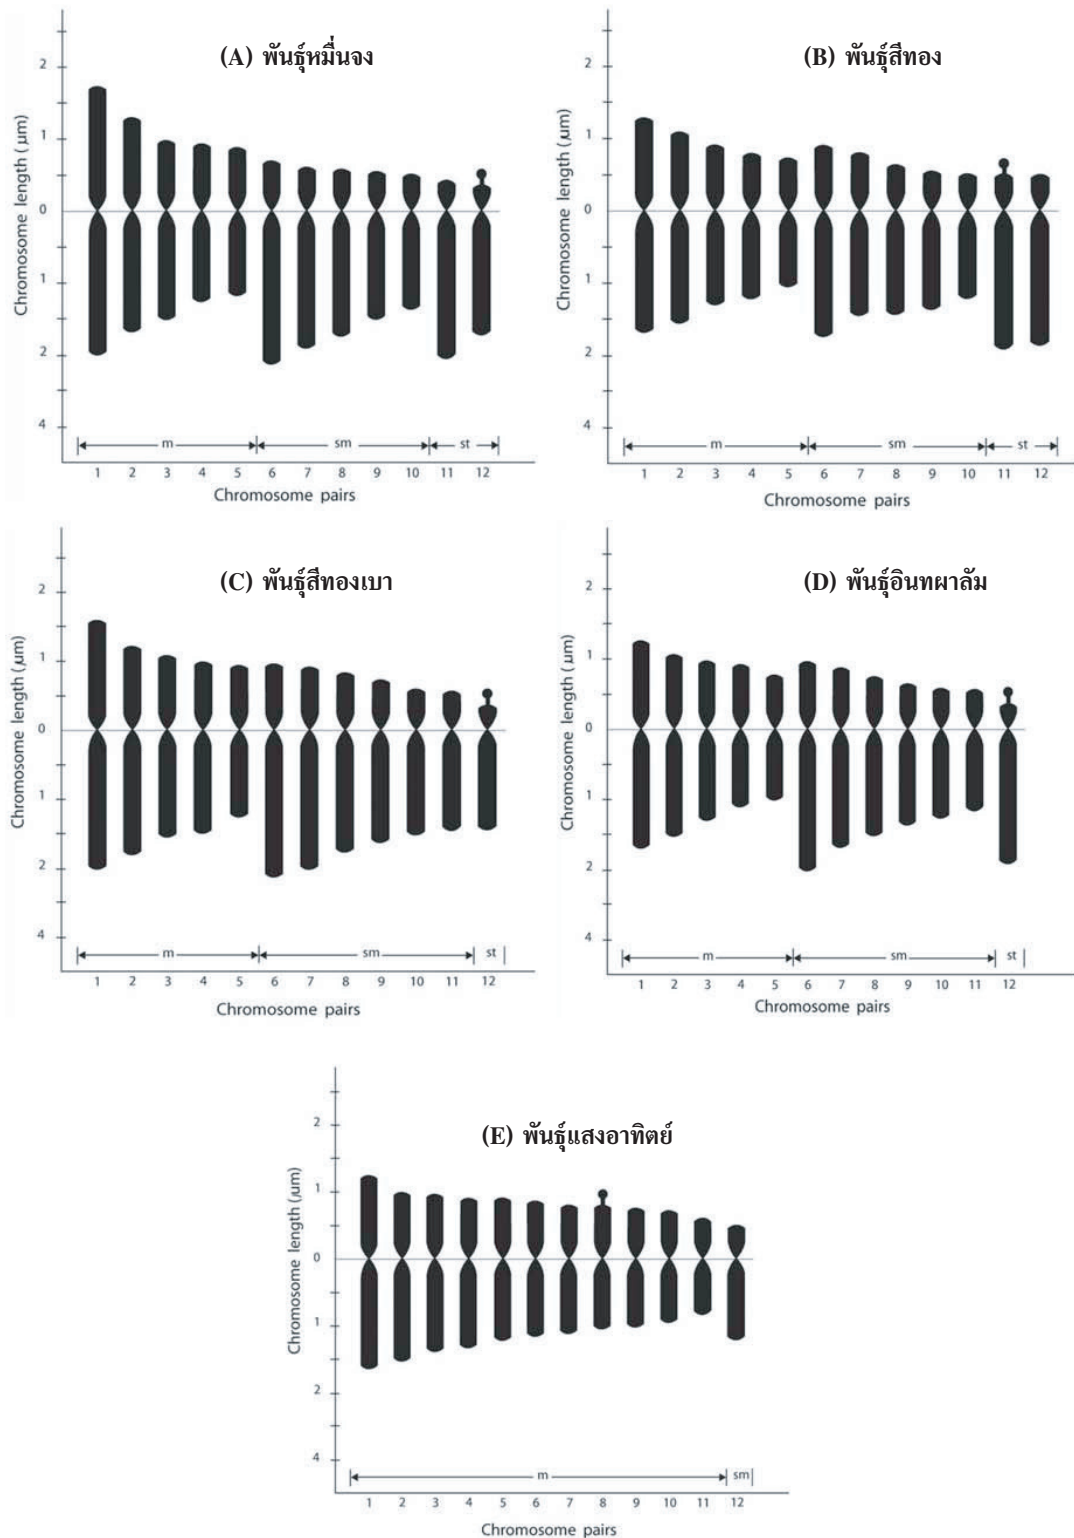 (A) พันธุ์หมื่นจง
Chromosome length (μm)
2
1
0
1
2
4
m sm st
1 2 3 4 5 6 7 8 9 10 11 12
Chromosome pairs
(B) พันธุ์สีทอง
Chromosome length (μm)
2
1
0
1
2
4
m sm st
1 2 3 4 5 6 7 8 9 10 11 12
Chromosome pairs
(C) พันธุ์สีทองเบา
Chromosome length (μm)
2
1
0
1
2
4
m sm st
1 2 3 4 5 6 7 8 9 10 11 12
Chromosome pairs
(D) พันธุ์อินทผาลัม
Chromosome length (μm)
2
1
0
1
2
4
m sm st
1 2 3 4 5 6 7 8 9 10 11 12
Chromosome pairs
(E) พันธุ์แสงอาทิตย์
Chromosome length (μm)
2
1
0
1
2
4
m sm
1 2 3 4 5 6 7 8 9 10 11 12
Chromosome pairs